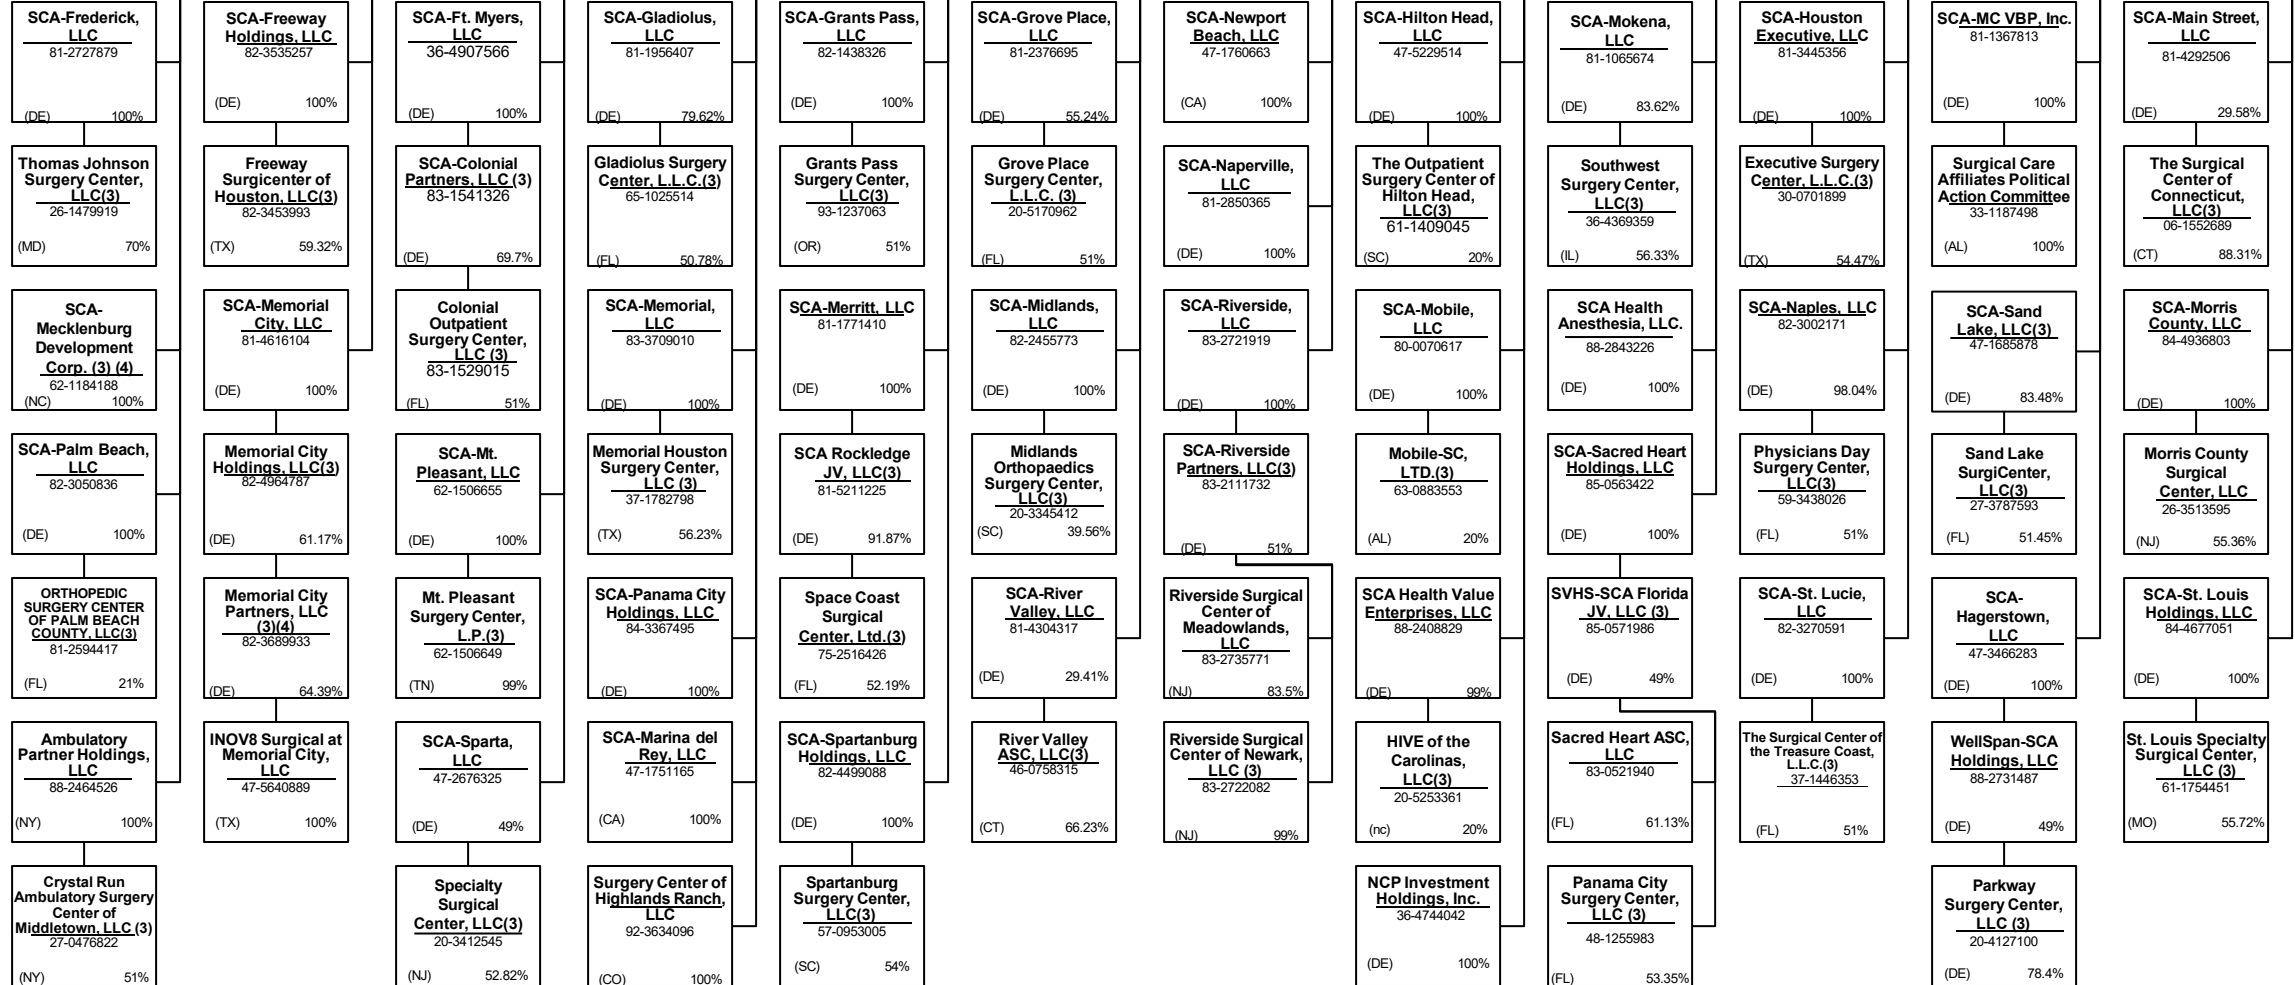 SCA-Frederick,
LLC
81-2727879
(DE) 100%
Thomas Johnson
Surgery Center,
LLC(3)
26-1479919
(MD) 70%
SCA-
Mecklenburg
Development
Corp. (3) (4)
62-1184188
(NC) 100%
SCA-Palm Beach,
LLC
82-3050836
(DE) 100%
ORTHOPEDIC
SURGERY CENTER
OF PALM BEACH
COUNTY, LLC(3)
81-2594417
(FL) 21%
Ambulatory
Partner Holdings,
LLC
88-2464526
(NY) 100%
Crystal Run
Ambulatory Surgery
Center of
Middletown, LLC (3)
27-0476822
(NY) 51%
SCA-Freeway
Holdings, LLC
82-3535257
(DE) 100%
Freeway
Surgicenter of
Houston, LLC(3)
82-3453993
(TX) 59.32%
SCA-Memorial
City, LLC
81-4616104
(DE) 100%
Memorial City
Holdings, LLC(3)
82-4964787
(DE) 61.17%
Memorial City
Partners, LLC
(3)(4)
82-3689933
(DE) 64.39%
INOV8 Surgical at
Memorial City,
LLC
47-5640889
(TX) 100%
SCA-Ft. Myers,
LLC
36-4907566
(DE) 100%
SCA-Colonial
Partners, LLC (3)
83-1541326
(DE) 69.7%
Colonial
Outpatient
Surgery Center,
LLC (3)
83-1529015
(FL) 51%
SCA-Mt.
Pleasant, LLC
62-1506655
(DE) 100%
Mt. Pleasant
Surgery Center,
L.P.(3)
62-1506649
(TN) 99%
SCA-Sparta,
LLC
47-2676325
(DE) 49%
Specialty
Surgical
Center, LLC(3)
20-3412545
(NJ) 52.82%
SCA-Gladiolus,
LLC
81-1956407
(DE) 79.62%
Gladiolus Surgery
Center, L.L.C.(3)
65-1025514
(FL) 50.78%
SCA-Memorial,
LLC
83-3709010
(DE) 100%
Memorial Houston
Surgery Center,
LLC (3)
37-1782798
(TX) 56.23%
SCA-Panama City
Holdings, LLC
84-3367495
(DE) 100%
SCA-Marina del
Rey, LLC
47-1751165
(CA) 100%
Surgery Center of
Highlands Ranch,
LLC
92-3634096
(CO) 100%
SCA-Grants Pass,
LLC
82-1438326
(DE) 100%
Grants Pass
Surgery Center,
LLC(3)
93-1237063
(OR) 51%
SCA-Merritt, LLC
81-1771410
(DE) 100%
SCA Rockledge
JV, LLC(3)
81-5211225
(DE) 91.87%
Space Coast
Surgical
Center, Ltd.(3)
75-2516426
(FL) 52.19%
SCA-Spartanburg
Holdings, LLC
82-4499088
(DE) 100%
Spartanburg
Surgery Center,
LLC(3)
57-0953005
(SC) 54%
SCA-Grove Place,
LLC
81-2376695
(DE) 55.24%
Grove Place
Surgery Center,
L.L.C. (3)
20-5170962
(FL) 51%
SCA-Midlands,
LLC
82-2455773
(DE) 100%
Midlands
Orthopaedics
Surgery Center,
LLC(3)
20-3345412
(SC) 39.56%
SCA-River
Valley, LLC
81-4304317
(DE) 29.41%
River Valley
ASC, LLC(3)
46-0758315
(CT) 66.23%
SCA-Newport
Beach, LLC
47-1760663
(CA) 100%
SCA-Naperville,
LLC
81-2850365
(DE) 100%
SCA-Riverside,
LLC
83-2721919
(DE) 100%
SCA-Riverside
Partners, LLC(3)
83-2111732
(DE) 51%
Riverside Surgical
Center of
Meadowlands,
LLC
83-2735771
(NJ) 83.5%
Riverside Surgical
Center of Newark,
LLC (3)
83-2722082
(NJ) 99%
SCA-Hilton Head,
LLC
47-5229514
(DE) 100%
The Outpatient
Surgery Center of
Hilton Head,
LLC(3)
61-1409045
(SC) 20%
SCA-Mobile,
LLC
80-0070617
(DE) 100%
Mobile-SC,
LTD.(3)
63-0883553
(AL) 20%
SCA Health Value
Enterprises, LLC
88-2408829
(DE) 99%
HIVE of the
Carolinas,
LLC(3)
20-5253361
(nc) 20%
NCP Investment
Holdings, Inc.
36-4744042
(DE) 100%
SCA-Mokena,
LLC
81-1065674
(DE) 83.62%
Southwest
Surgery Center,
LLC(3)
36-4369359
(IL) 56.33%
SCA Health
Anesthesia, LLC.
88-2843226
(DE) 100%
SCA-Sacred Heart
Holdings, LLC
85-0563422
(DE) 100%
SVHS-SCA Florida
JV, LLC (3)
85-0571986
(DE) 49%
Sacred Heart ASC,
LLC
83-0521940
(FL) 61.13%
Panama City
Surgery Center,
LLC (3)
48-1255983
(FL) 53.35%
SCA-Houston
Executive, LLC
81-3445356
(DE) 100%
Executive Surgery
Center, L.L.C.(3)
30-0701899
(TX) 54.47%
SCA-Naples, LLC
82-3002171
(DE) 98.04%
Physicians Day
Surgery Center,
LLC(3)
59-3438026
(FL) 51%
SCA-St. Lucie,
LLC
82-3270591
(DE) 100%
The Surgical Center of
the Treasure Coast,
L.L.C.(3)
37-1446353
(FL) 51%
SCA-MC VBP, Inc.
81-1367813
(DE) 100%
Surgical Care
Affiliates Political
Action Committee
33-1187498
(AL) 100%
SCA-Sand
Lake, LLC(3)
47-1685878
(DE) 83.48%
Sand Lake
SurgiCenter,
LLC(3)
27-3787593
(FL) 51.45%
SCA-
Hagerstown,
LLC
47-3466283
(DE) 100%
WellSpan-SCA
Holdings, LLC
88-2731487
(DE) 49%
Parkway
Surgery Center,
LLC (3)
20-4127100
(DE) 78.4%
SCA-Main Street,
LLC
81-4292506
(DE) 29.58%
The Surgical
Center of
Connecticut,
LLC(3)
06-1552689
(CT) 88.31%
SCA-Morris
County, LLC
84-4936803
(DE) 100%
Morris County
Surgical
Center, LLC
26-3513595
(NJ) 55.36%
SCA-St. Louis
Holdings, LLC
84-4677051
(DE) 100%
St. Louis Specialty
Surgical Center,
LLC (3)
61-1754451
(MO) 55.72%